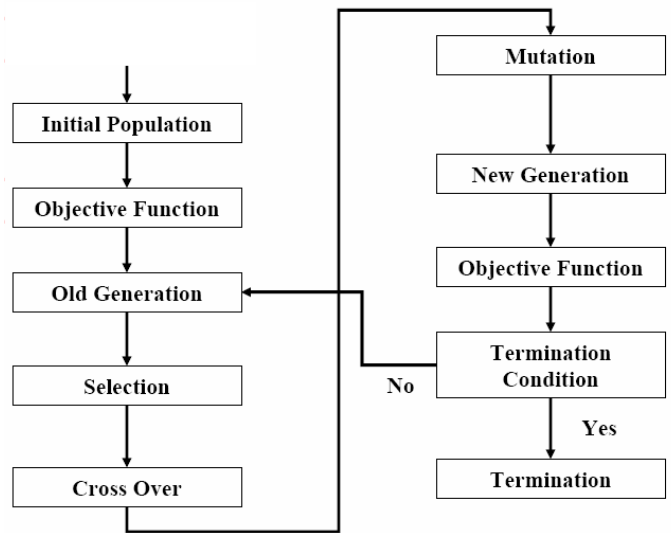 Initial Population
Objective Function
Old Generation
Selection
Cross Over
Mutation
New Generation
Objective Function
Termination
Condition
No
Yes
Termination